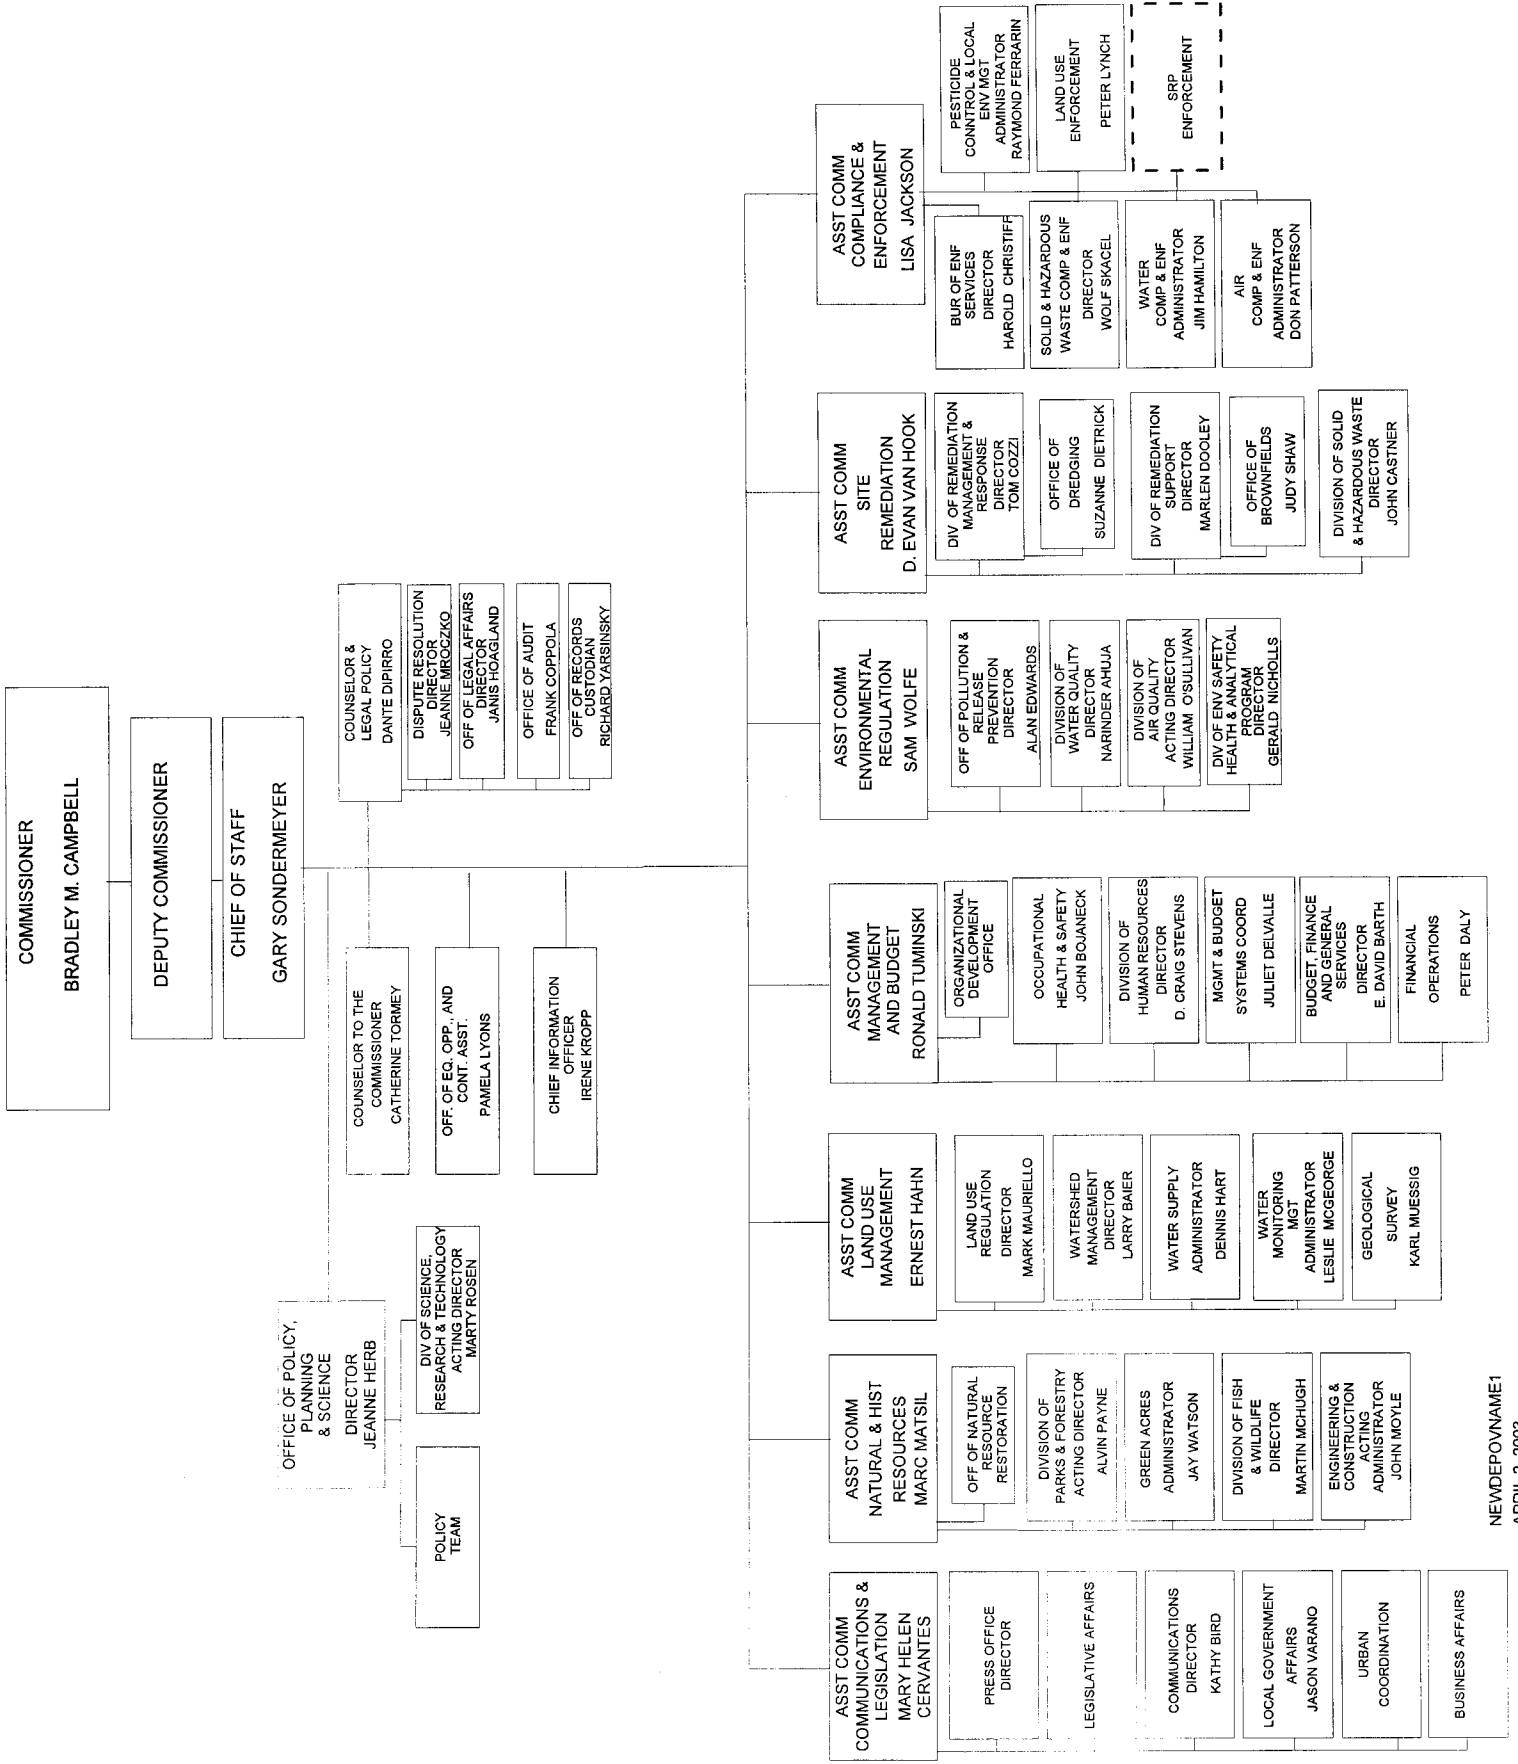 COMMISSIONER
BRADLEY M. CAMPBELL
DEPUTY COMMISSIONER
CHIEF OF STAFF
GARY SONDERMEYER
OFFICE OF POLICY,
PLANNING
& SCIENCE
DIRECTOR
JEANNE HERB
POLICY
TEAM
DIV OF SCIENCE,
RESEARCH & TECHNOLOGY
ACTING DIRECTOR
MARTY ROSEN
COUNSELOR TO THE
COMMISSIONER
CATHERINE TORMEY
OFF. OF EQ. OPP., AND
CONT. ASST.
PAMELA LYONS
CHIEF INFORMATION
OFFICER
IRENE KROPP
COUNSELOR &
LEGAL POLICY
DANTE DIPIRRO
DISPUTE RESOLUTION
DIRECTOR
JEANNE MROCZKO
OFF OF LEGAL AFFAIRS
DIRECTOR
JANIS HOAGLAND
OFFICE OF AUDIT
FRANK COPPOLA
OFF OF RECORDS
CUSTODIAN
RICHARD YARSINSKY
ASST COMM
COMMUNICATIONS &
LEGISLATION
MARY HELEN
CERVANTES
PRESS OFFICE
DIRECTOR
LEGISLATIVE AFFAIRS
COMMUNICATIONS
DIRECTOR
KATHY BIRD
LOCAL GOVERNMENT
AFFAIRS
JASON VARANO
URBAN
COORDINATION
BUSINESS AFFAIRS
ASST COMM
NATURAL & HIST
RESOURCES
MARC MATSIL
OFF OF NATURAL
RESOURCE
RESTORATION
DIVISION OF
PARKS & FORESTRY
ACTING DIRECTOR
ALVIN PAYNE
GREEN ACRES
ADMINISTRATOR
JAY WATSON
DIVISION OF FISH
& WILDLIFE
DIRECTOR
MARTIN MCHUGH
ENGINEERING &
CONSTRUCTION
ACTING
ADMINISTRATOR
JOHN MOYLE
ASST COMM
LAND USE
MANAGEMENT
ERNEST HAHN
LAND USE
REGULATION
DIRECTOR
MARK MAURIELLO
WATERSHED
MANAGEMENT
DIRECTOR
LARRY BAIER
WATER SUPPLY
ADMINISTRATOR
DENNIS HART
WATER
MONITORING
MGT
ADMINISTRATOR
LESLIE MCGEORGE
GEOLOGICAL
SURVEY
KARL MUESSIG
ASST COMM
MANAGEMENT
AND BUDGET
RONALD TUMINSKI
ORGANIZATIONAL
DEVELOPMENT
OFFICE
OCCUPATIONAL
HEALTH & SAFETY
JOHN BOJANECK
DIVISION OF
HUMAN RESOURCES
DIRECTOR
D. CRAIG STEVENS
MGMT & BUDGET
SYSTEMS COORD
JULIET DELVALLE
BUDGET, FINANCE
AND GENERAL
SERVICES
DIRECTOR
E. DAVID BARTH
FINANCIAL
OPERATIONS
PETER DALY
ASST COMM
ENVIRONMENTAL
REGULATION
SAM WOLFE
OFF OF POLLUTION &
RELEASE
PREVENTION
DIRECTOR
ALAN EDWARDS
DIVISION OF
WATER QUALITY
DIRECTOR
NARINDER AHUJA
DIVISION OF
AIR QUALITY
ACTING DIRECTOR
WILLIAM O'SULLIVAN
DIV OF ENV SAFETY
HEALTH & ANALYTICAL
PROGRAM
DIRECTOR
GERALD NICHOLLS
ASST COMM
SITE
REMEDIATION
D. EVAN VAN HOOK
DIV OF REMEDIATION
MANAGEMENT &
RESPONSE
DIRECTOR
TOM COZZI
OFFICE OF
DREDGING
SUZANNE DIETRICK
DIV OF REMEDIATION
SUPPORT
DIRECTOR
MARLEN DOOLEY
OFFICE OF
BROWNFIELDS
JUDY SHAW
DIVISION OF SOLID
& HAZARDOUS WASTE
DIRECTOR
JOHN CASTNER
ASST COMM
COMPLIANCE &
ENFORCEMENT
LISA JACKSON
BUR OF ENF
SERVICES
DIRECTOR
HAROLD CHRISTIFF
SOLID & HAZARDOUS
WASTE COMP & ENF
DIRECTOR
WOLF SKACEL
WATER
COMP & ENF
ADMINISTRATOR
JIM HAMILTON
AIR
COMP & ENF
ADMINISTRATOR
DON PATTERSON
PESTICIDE
CONNTROL & LOCAL
ENV MGT
ADMINISTRATOR
RAYMOND FERRARIN
LAND USE
ENFORCEMENT
PETER LYNCH
SRP
ENFORCEMENT
NEWDEPOVNAME1
APRIL 2, 2003